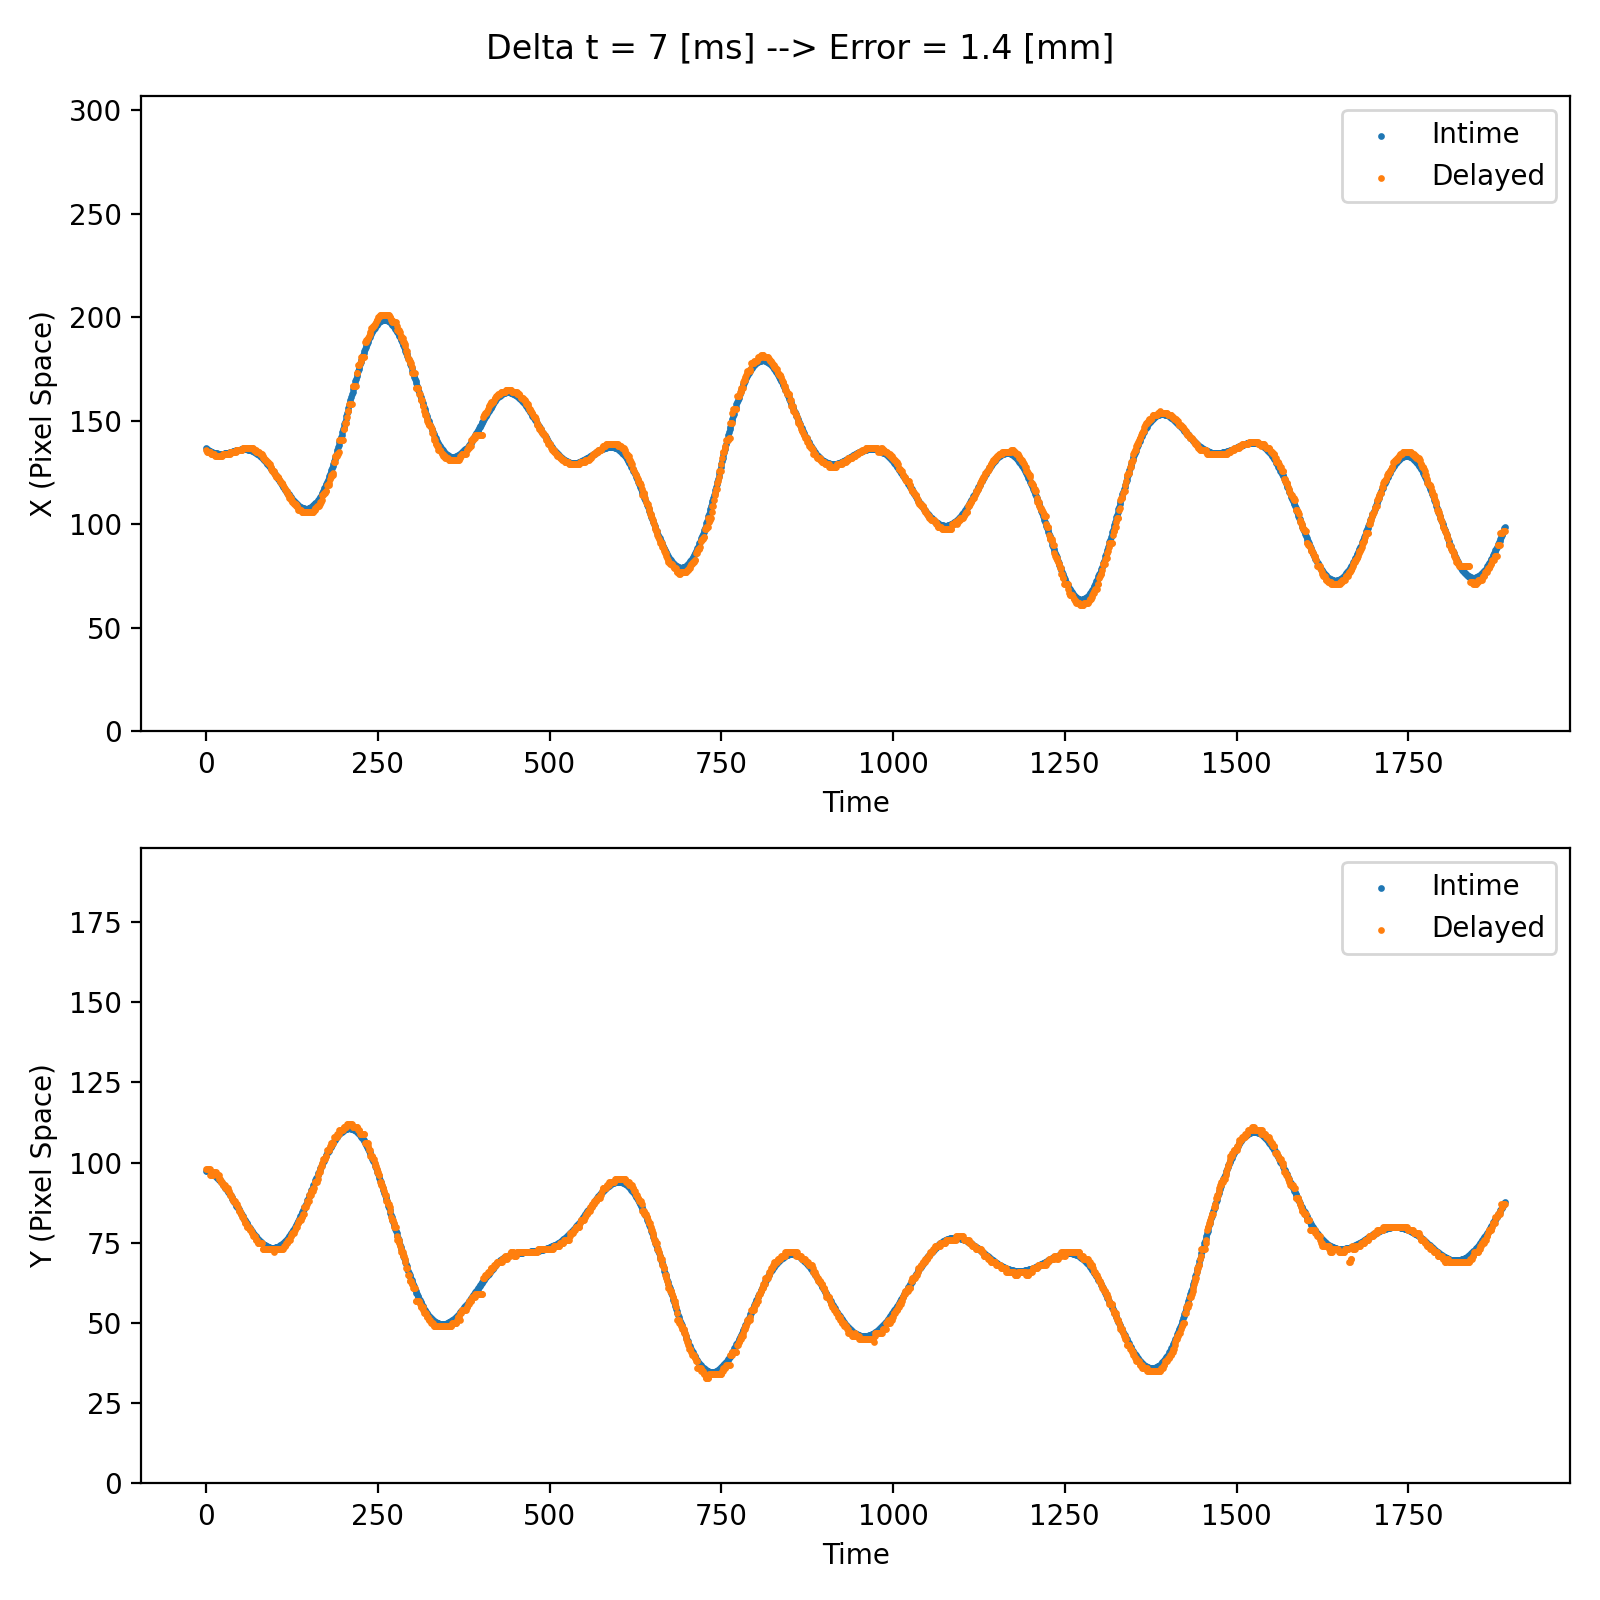 Delta t = 7 [ms] --> Error = 1.4 [mm]
300
250
200
150
100
50
0
X (Pixel Space)
Intime
Delayed
0 250 500 750 1000 1250 1500 1750
Time
175
150
125
100
75
50
25
0
Y (Pixel Space)
Intime
Delayed
0 250 500 750 1000 1250 1500 1750
Time